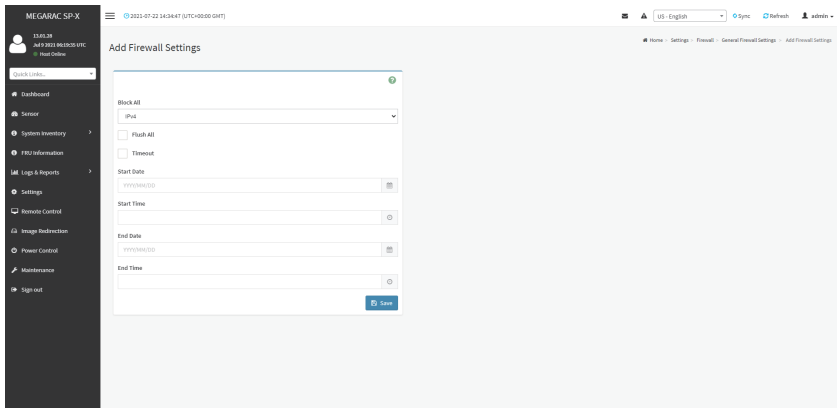 MEGARAC SP-X
2021-07-22 14:34:47 (UTC+00:00 GMT)
US - English
Sync
Refresh
admin
13.01.28
Jul 9 2021 06:19:35 UTC
Host Online
Quick Links...
Dashboard
Sensor
System Inventory
FRU Information
Logs & Reports
Settings
Remote Control
Image Redirection
Power Control
Maintenance
Sign out
Add Firewall Settings
Home > Settings > Firewall > General Firewall Settings > Add Firewall Settings
Block All
IPv4
Flush All
Timeout
Start Date
YYYY/MM/DD
Start Time
End Date
YYYY/MM/DD
End Time
Save